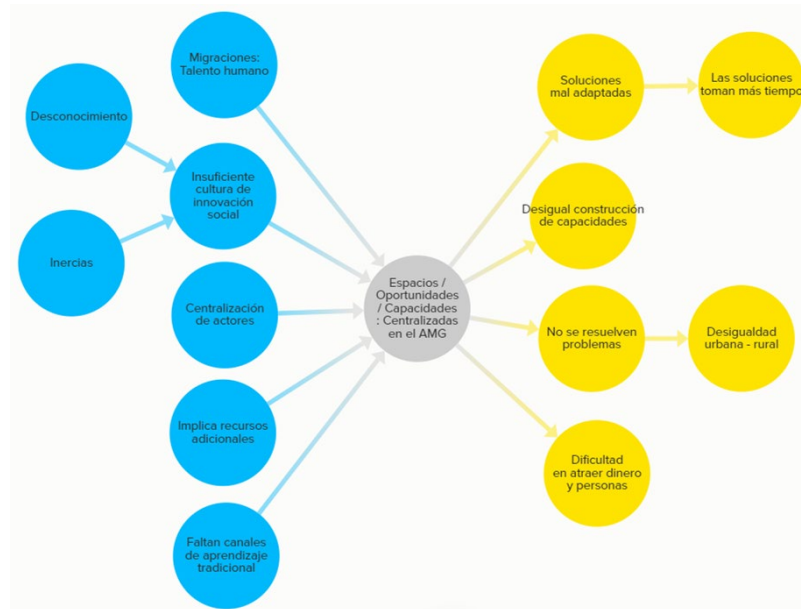 Migraciones:
Talento humano
Desconocimiento
Insuficiente
cultura de
innovación
social
Inercias
Centralización
de actores
Implica recursos
adicionales
Faltan canales
de aprendizaje
tradicional
Espacios /
Oportunidades
/ Capacidades
: Centralizadas
en el AMG
Soluciones
mal adaptadas
Las soluciones
toman más tiempo
Desigual construcción
de capacidades
No se resuelven
problemas
Desigualdad
urbana - rural
Dificultad
en atraer dinero
y personas